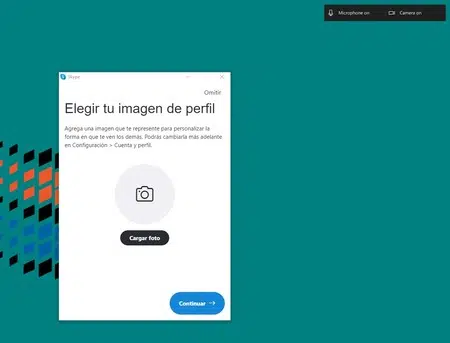 Microphone on
Camera on
Skype
Omitir
Elegir tu imagen de perfil
Agrega una imagen que te represente para personalizar la
forma en que te ven los demás. Podrás cambiarla más adelante
en Configuración > Cuenta y perfil.
Cargar foto
Continuar